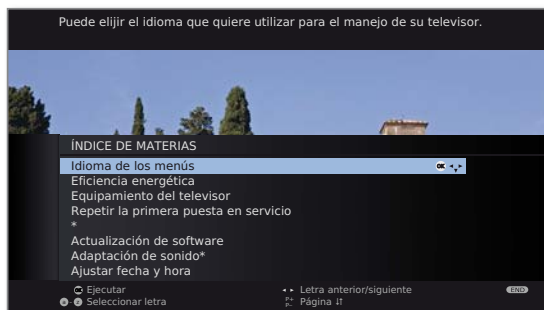 Puede elijir el idioma que quiere utilizar para el manejo de su televisor.
ÍNDICE DE MATERIAS
Idioma de los menús OK
Eficiencia energética
Equipamiento del televisor
Repetir la primera puesta en servicio
*
Actualización de software
Adaptación de sonido*
Ajustar fecha y hora
Ejecutar Letra anterior/siguiente END
Seleccionar letra P+ P- Página